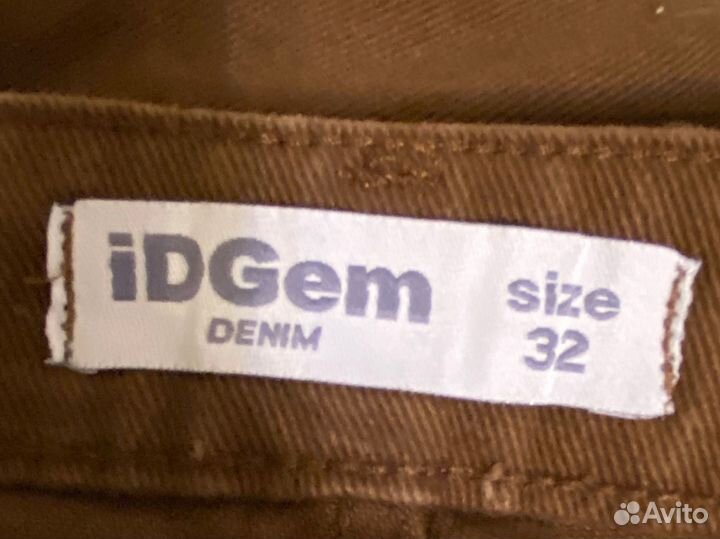 iDGem
DENIM
size
32
Avito